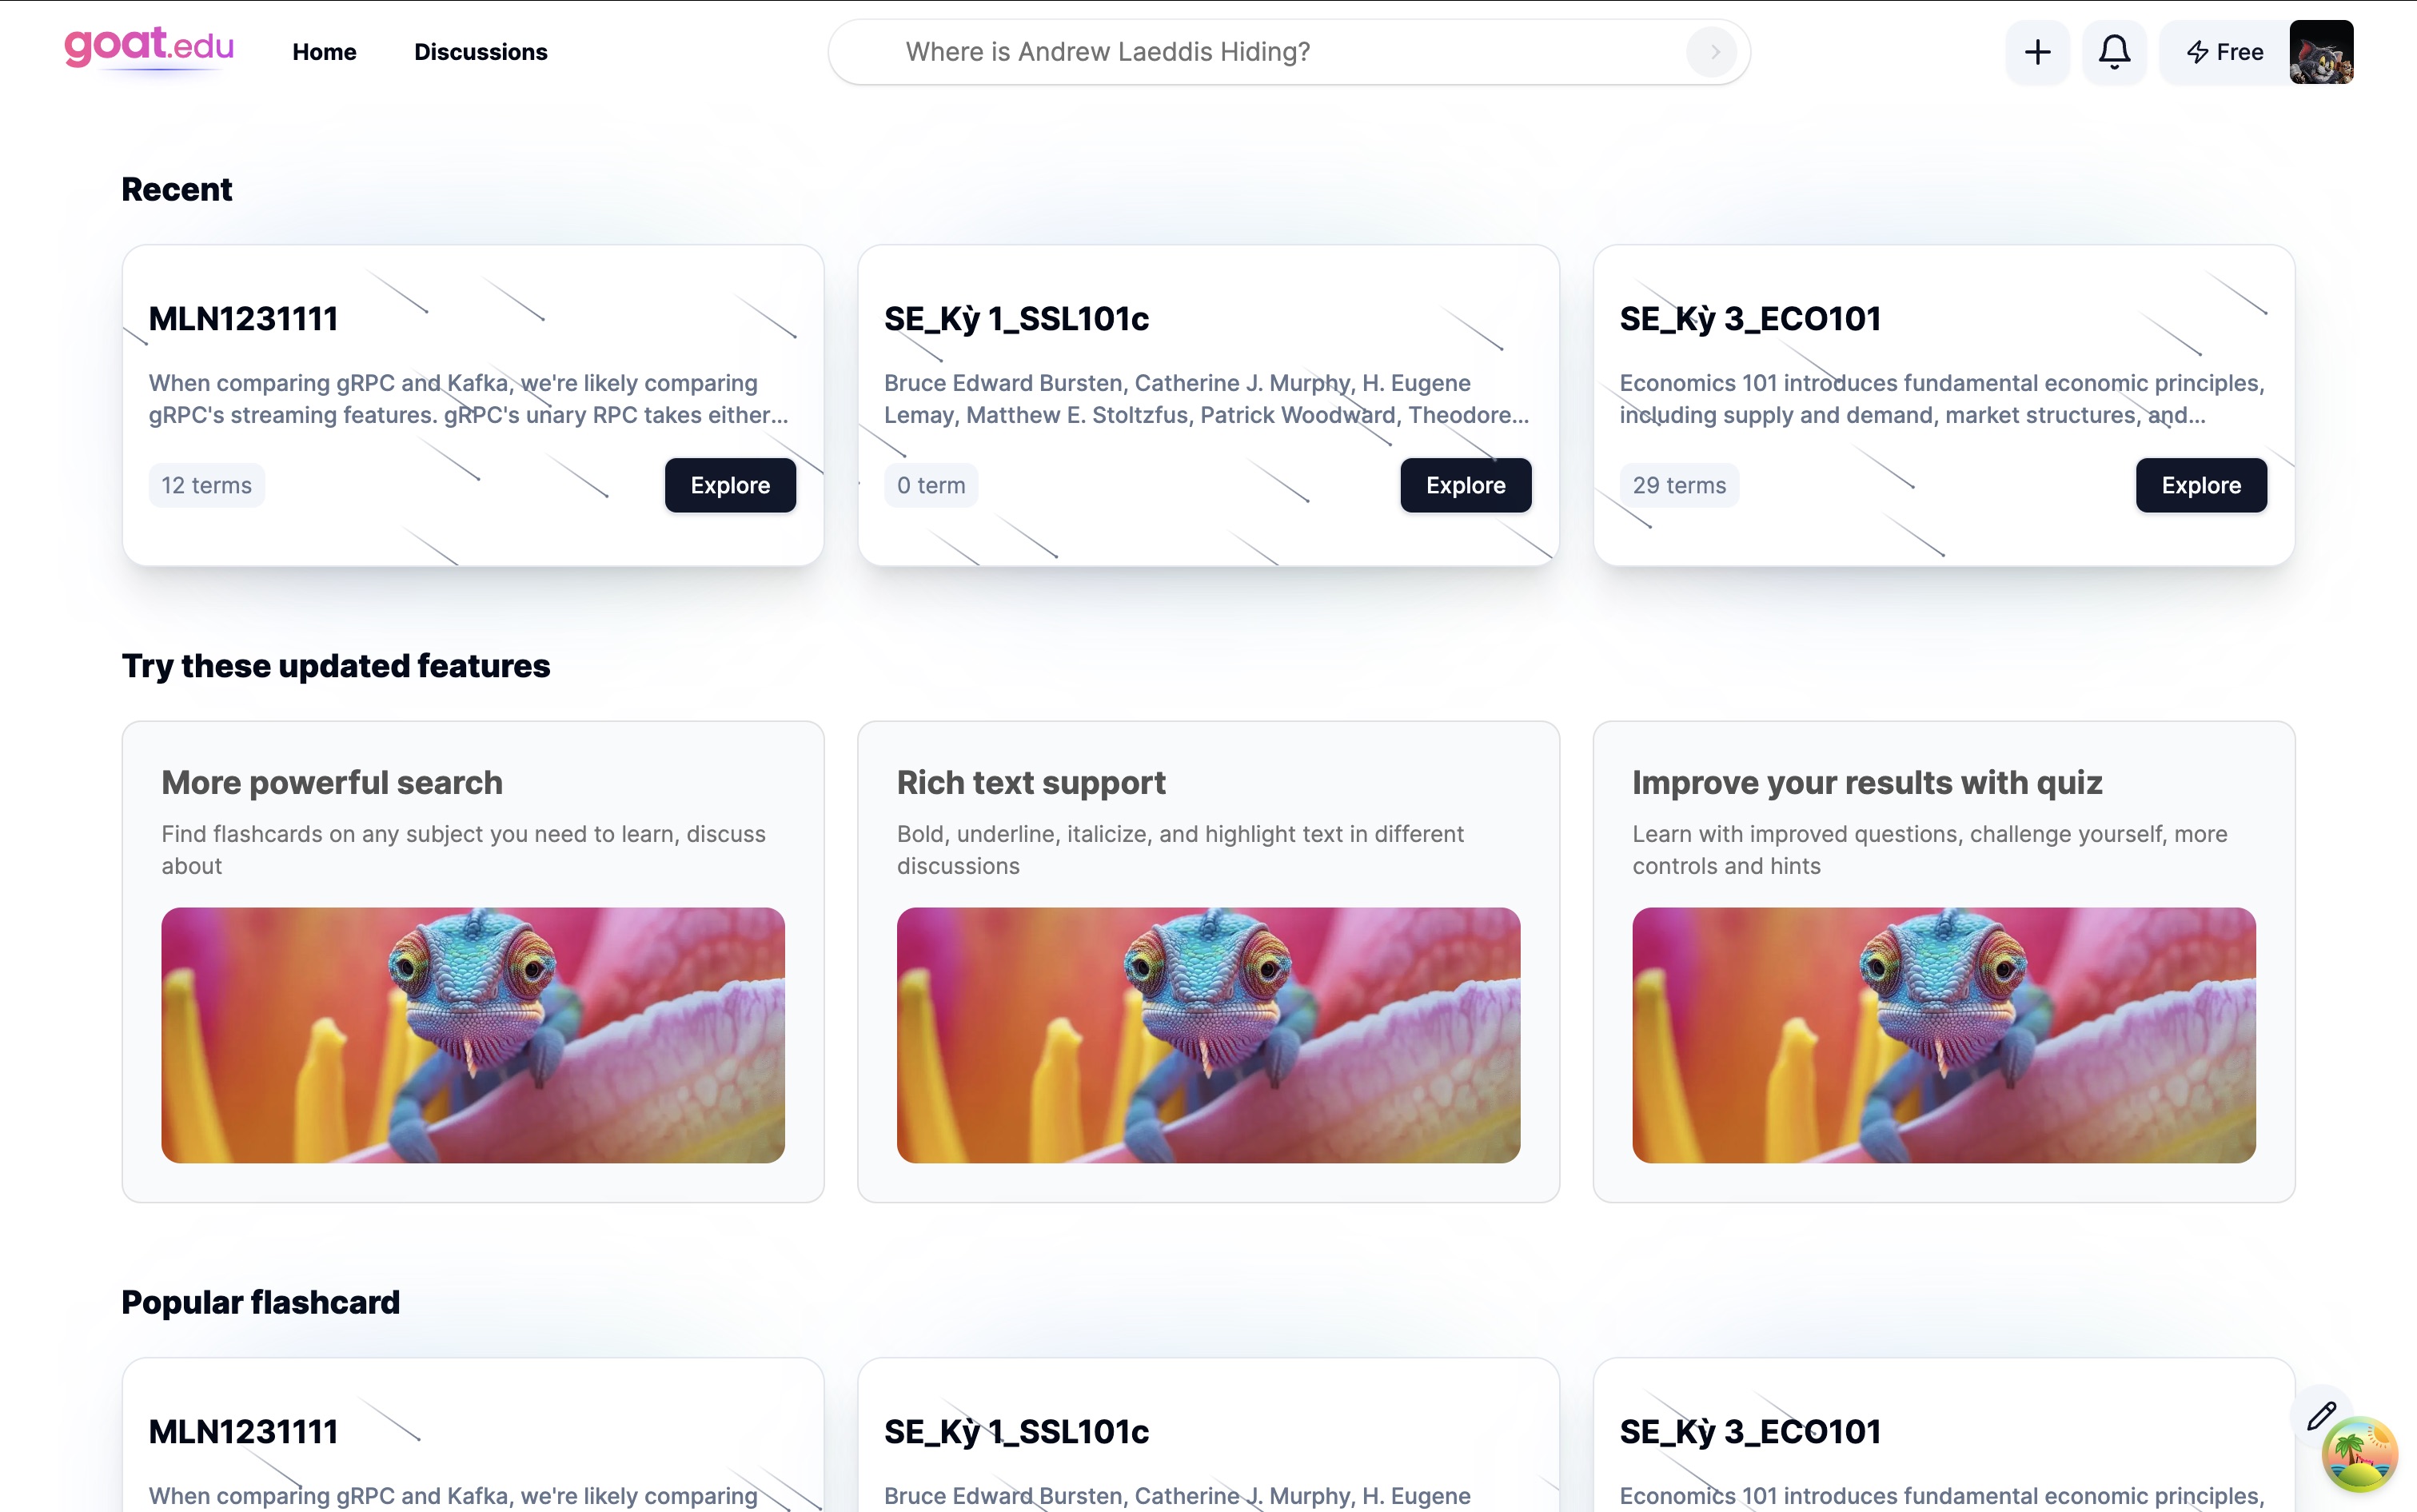 goat.edu
Home
Discussions
Where is Andrew Laeddis Hiding?
Free
Recent
MLN1231111
When comparing gRPC and Kafka, we're likely comparing
gRPC's streaming features. gRPC's unary RPC takes either...
12 terms
Explore
SE_Kỳ 1_SSL101c
Bruce Edward Bursten, Catherine J. Murphy, H. Eugene
Lemay, Matthew E. Stoltzfus, Patrick Woodward, Theodore...
0 term
Explore
SE_Kỳ 3_ECO101
Economics 101 introduces fundamental economic principles,
including supply and demand, market structures, and...
29 terms
Explore
Try these updated features
More powerful search
Find flashcards on any subject you need to learn, discuss
about
Rich text support
Bold, underline, italicize, and highlight text in different
discussions
Improve your results with quiz
Learn with improved questions, challenge yourself, more
controls and hints
Popular flashcard
MLN1231111
When comparing gRPC and Kafka, we're likely comparing
SE_Kỳ 1_SSL101c
Bruce Edward Bursten, Catherine J. Murphy, H. Eugene
SE_Kỳ 3_ECO101
Economics 101 introduces fundamental economic principles,